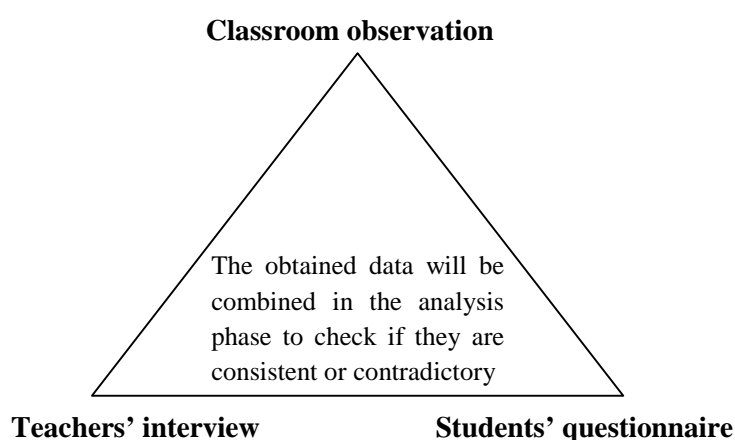 Classroom observation
The obtained data will be
combined in the analysis
phase to check if they are
consistent or contradictory
Teachers’ interview
Students’ questionnaire